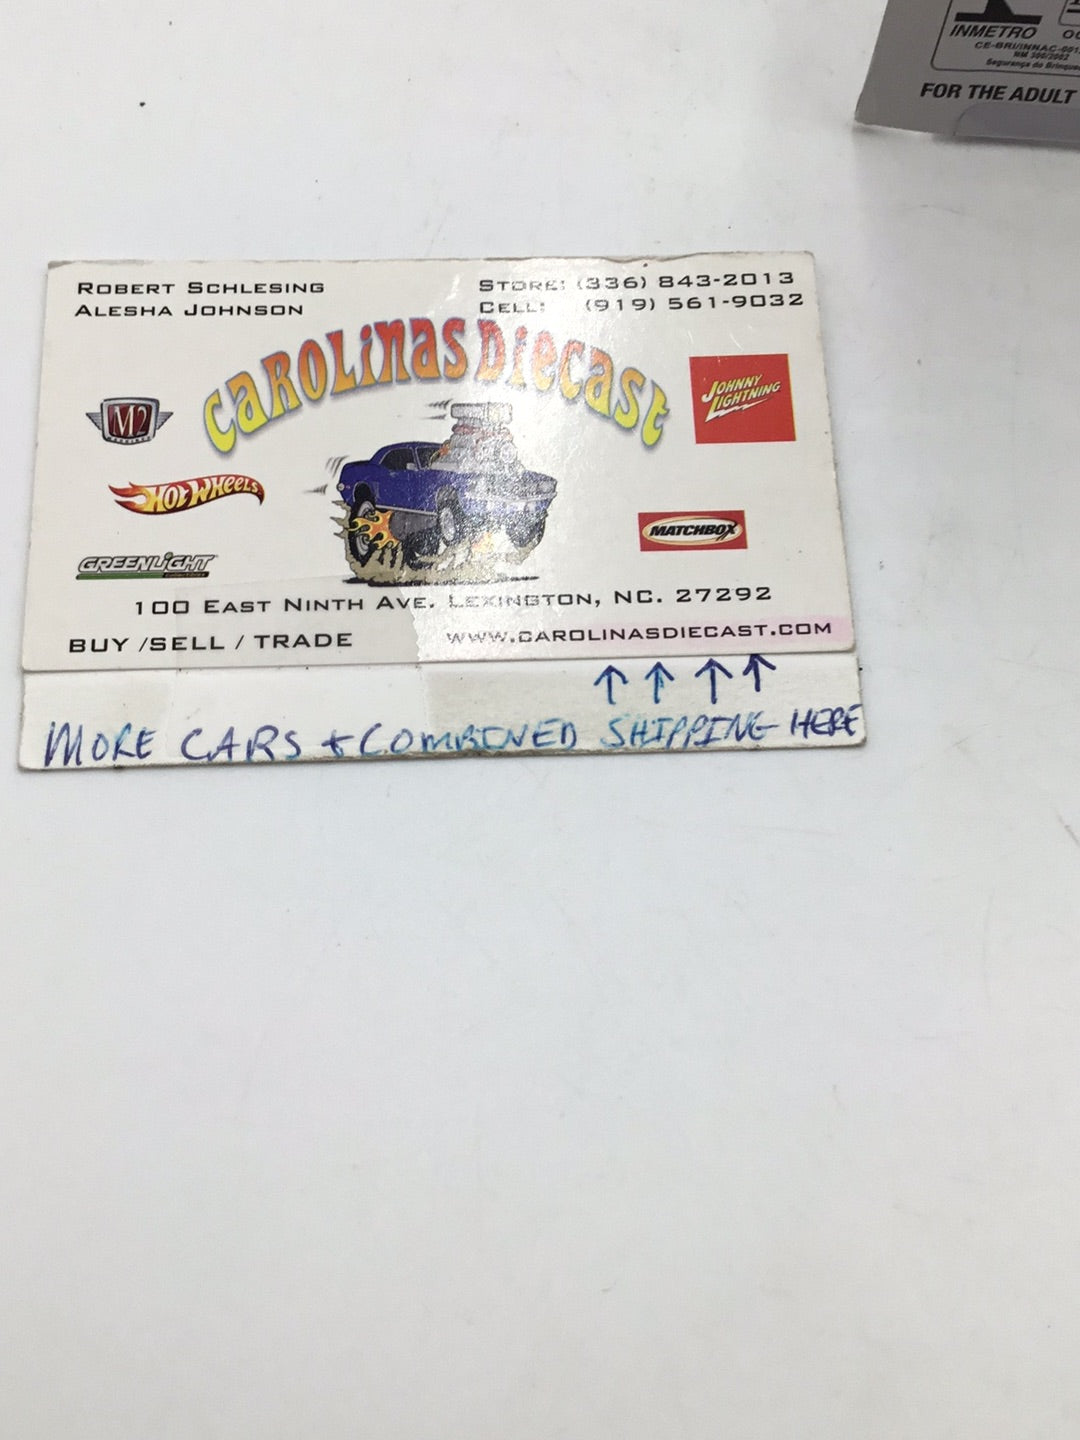 INMETRO
FOR THE ADULT
ROBERT SCHLESING
ALESHA JOHNSON
STORE: (336) 843-2013
CELL: (919) 561-9032
CAROLINAS DIECAST
M2
JOHNNY
LIGHTNING
HOT WHEELS
MATCHBOX
GREENLIGHT
100 EAST NINTH AVE. LEXINGTON, NC. 27292
BUY /SELL / TRADE
WWW.CAROLINASDIECAST.COM
↑ ↑ ↑ ↑
MORE CARS + COMBINED SHIPPING HERE